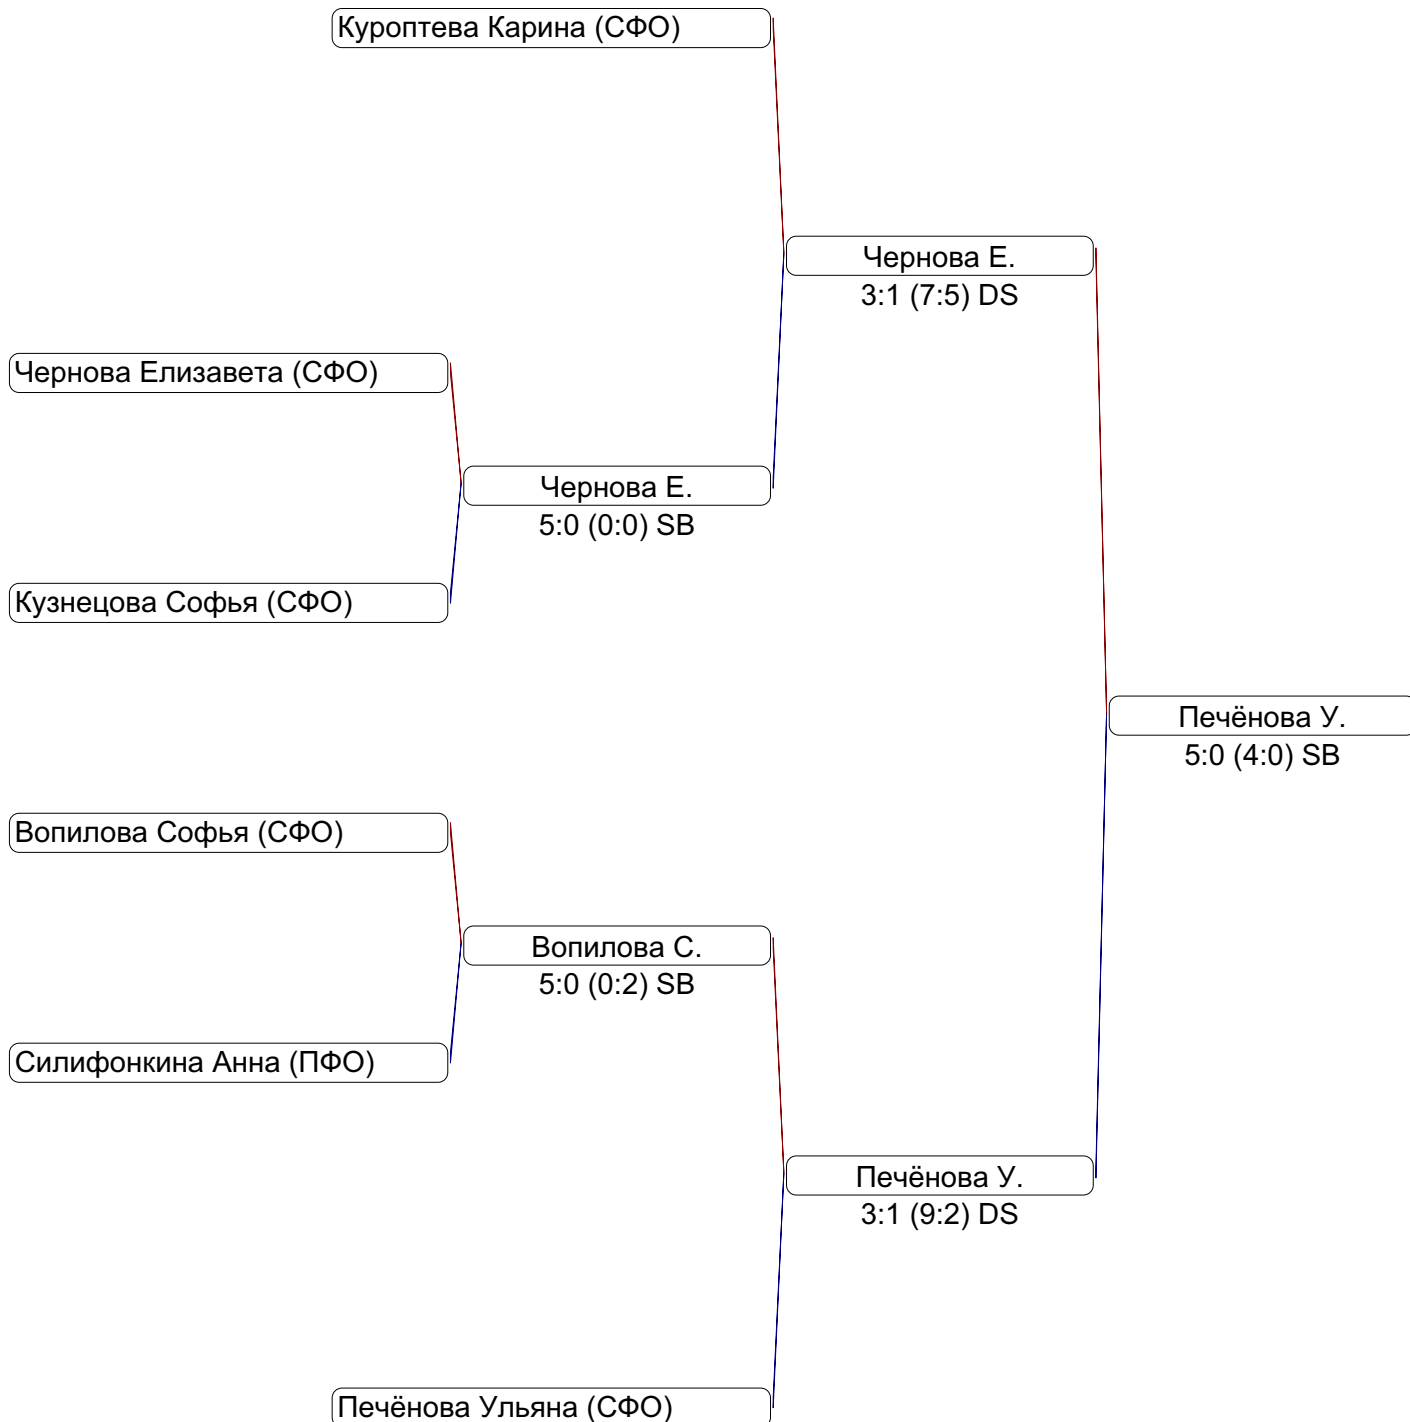 Куроптева Карина (СФО)
Чернова Е.
3:1 (7:5) DS
Чернова Елизавета (СФО)
Чернова Е.
5:0 (0:0) SB
Кузнецова Софья (СФО)
Печёнова У.
5:0 (4:0) SB
Вопилова Софья (СФО)
Вопилова С.
5:0 (0:2) SB
Силифонкина Анна (ПФО)
Печёнова У.
3:1 (9:2) DS
Печёнова Ульяна (СФО)